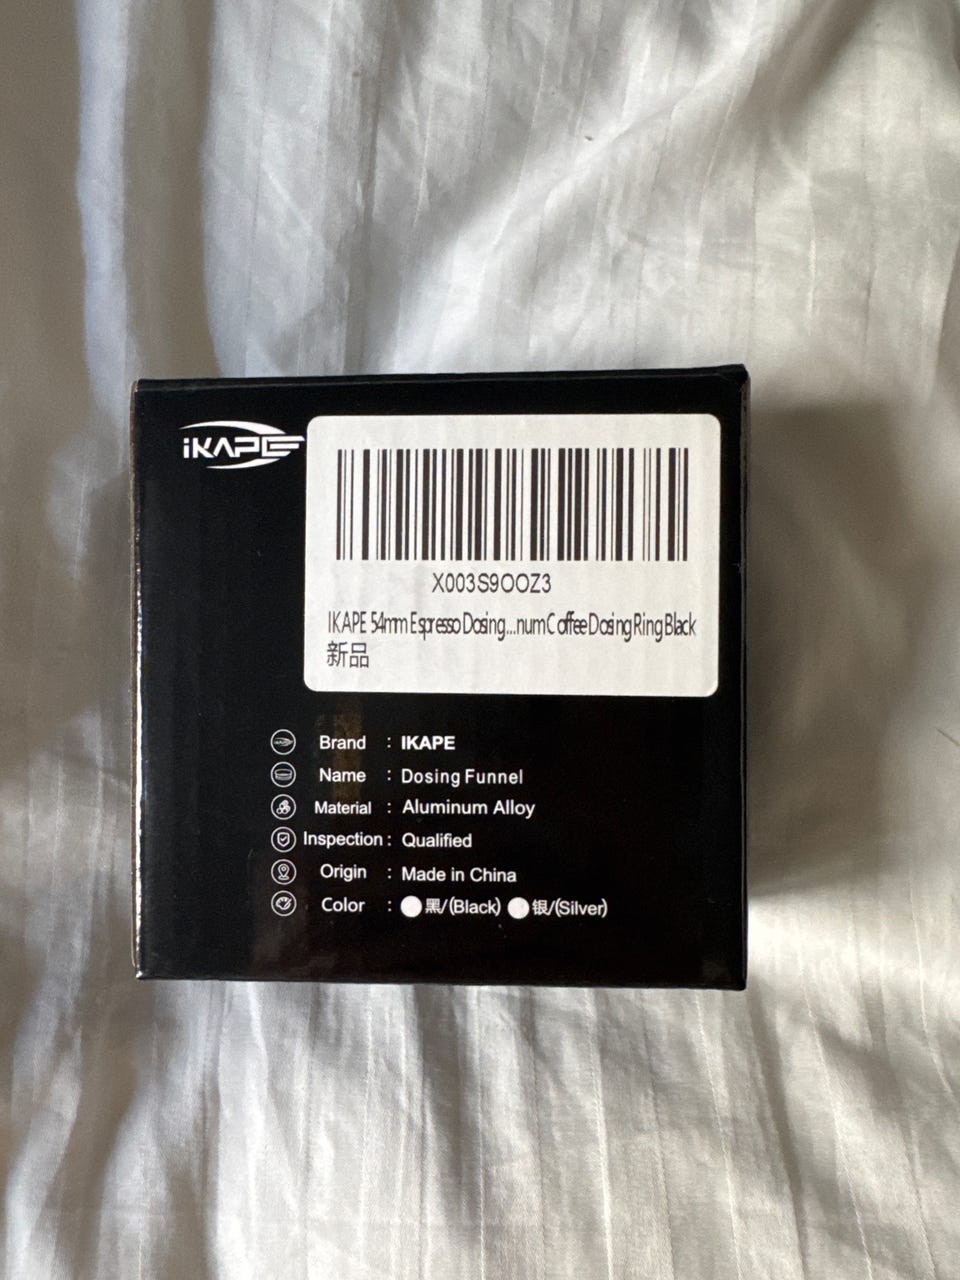 iKAPE
X003S9OOZ3
IKAPE 54mm Espresso Dosing...num Coffee Dosing Ring Black
新品
Brand : IKAPE
Name : Dosing Funnel
Material : Aluminum Alloy
Inspection : Qualified
Origin : Made in China
Color : 黑/(Black) 银/(Silver)